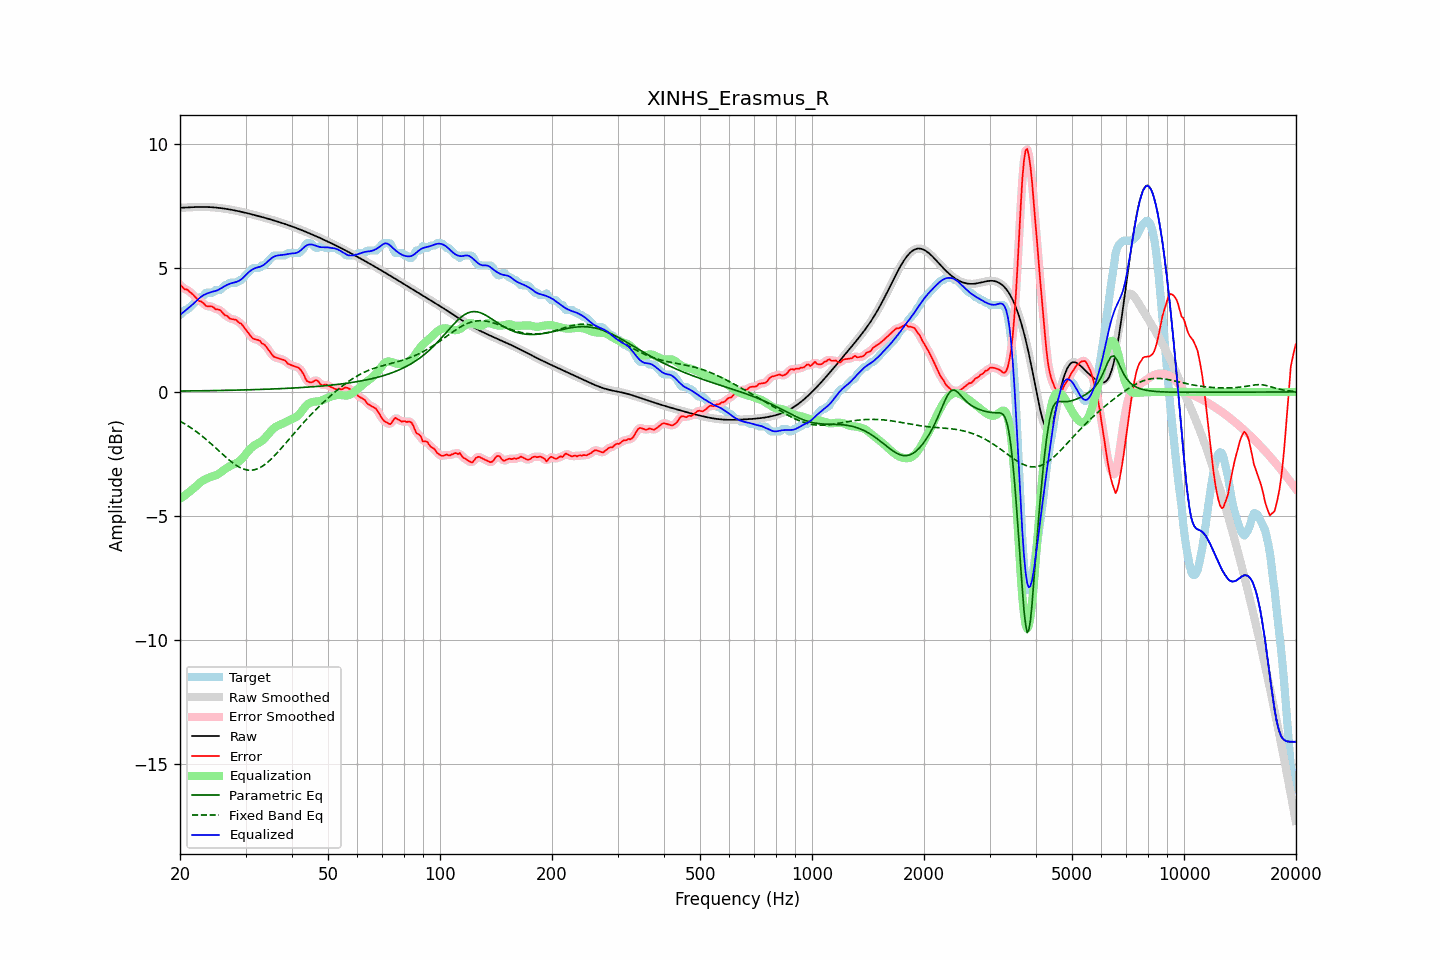 XINHS_Erasmus_R
Amplitude (dBr)
10
5
0
−5
−10
−15
Target
Raw Smoothed
Error Smoothed
Raw
Error
Equalization
Parametric Eq
Fixed Band Eq
Equalized
20 50 100 200 500 1000 2000 5000 10000 20000
Frequency (Hz)